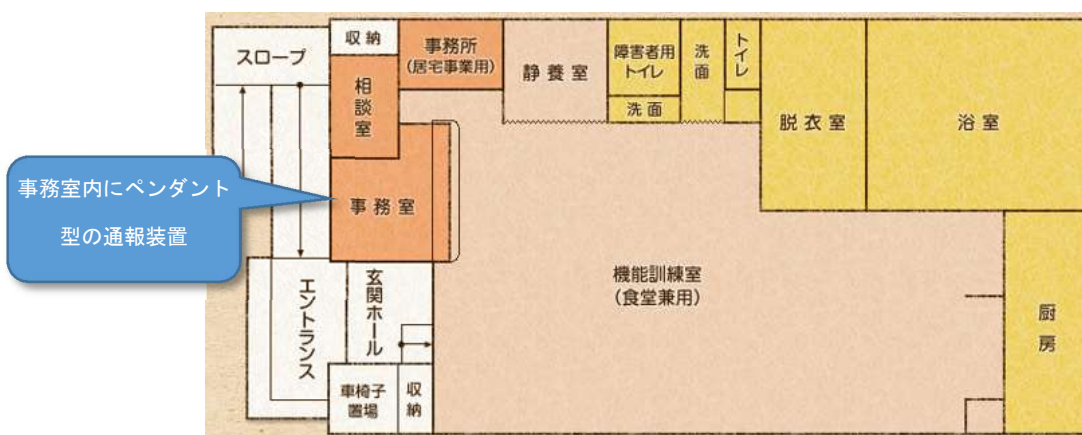 スロープ
収納
事務所
(居宅事業用)
静養室
障害者用
トイレ
洗面
洗面
トイレ
脱衣室
浴室
相談室
事務室内にペンダント
型の通報装置
事務室
機能訓練室
(食堂兼用)
玄関ホール
エントランス
厨房
車椅子
置場
収納